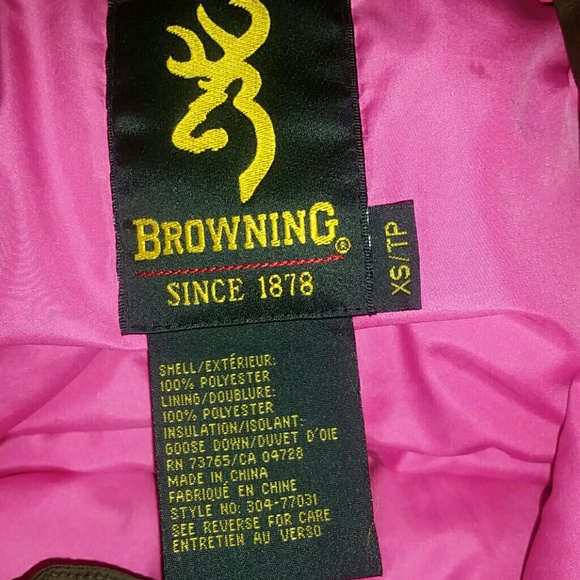 BROWNING®
SINCE 1878
XS/TP
SHELL/EXTÉRIEUR:
100% POLYESTER
LINING/DOUBLURE:
100% POLYESTER
INSULATION/ISOLANT:
GOOSE DOWN/DUVET D'OIE
RN 73765/CA 04728
MADE IN CHINA
FABRIQUÉ EN CHINE
STYLE NO: 304-77031
SEE REVERSE FOR CARE
ENTRETIEN AU VERSO